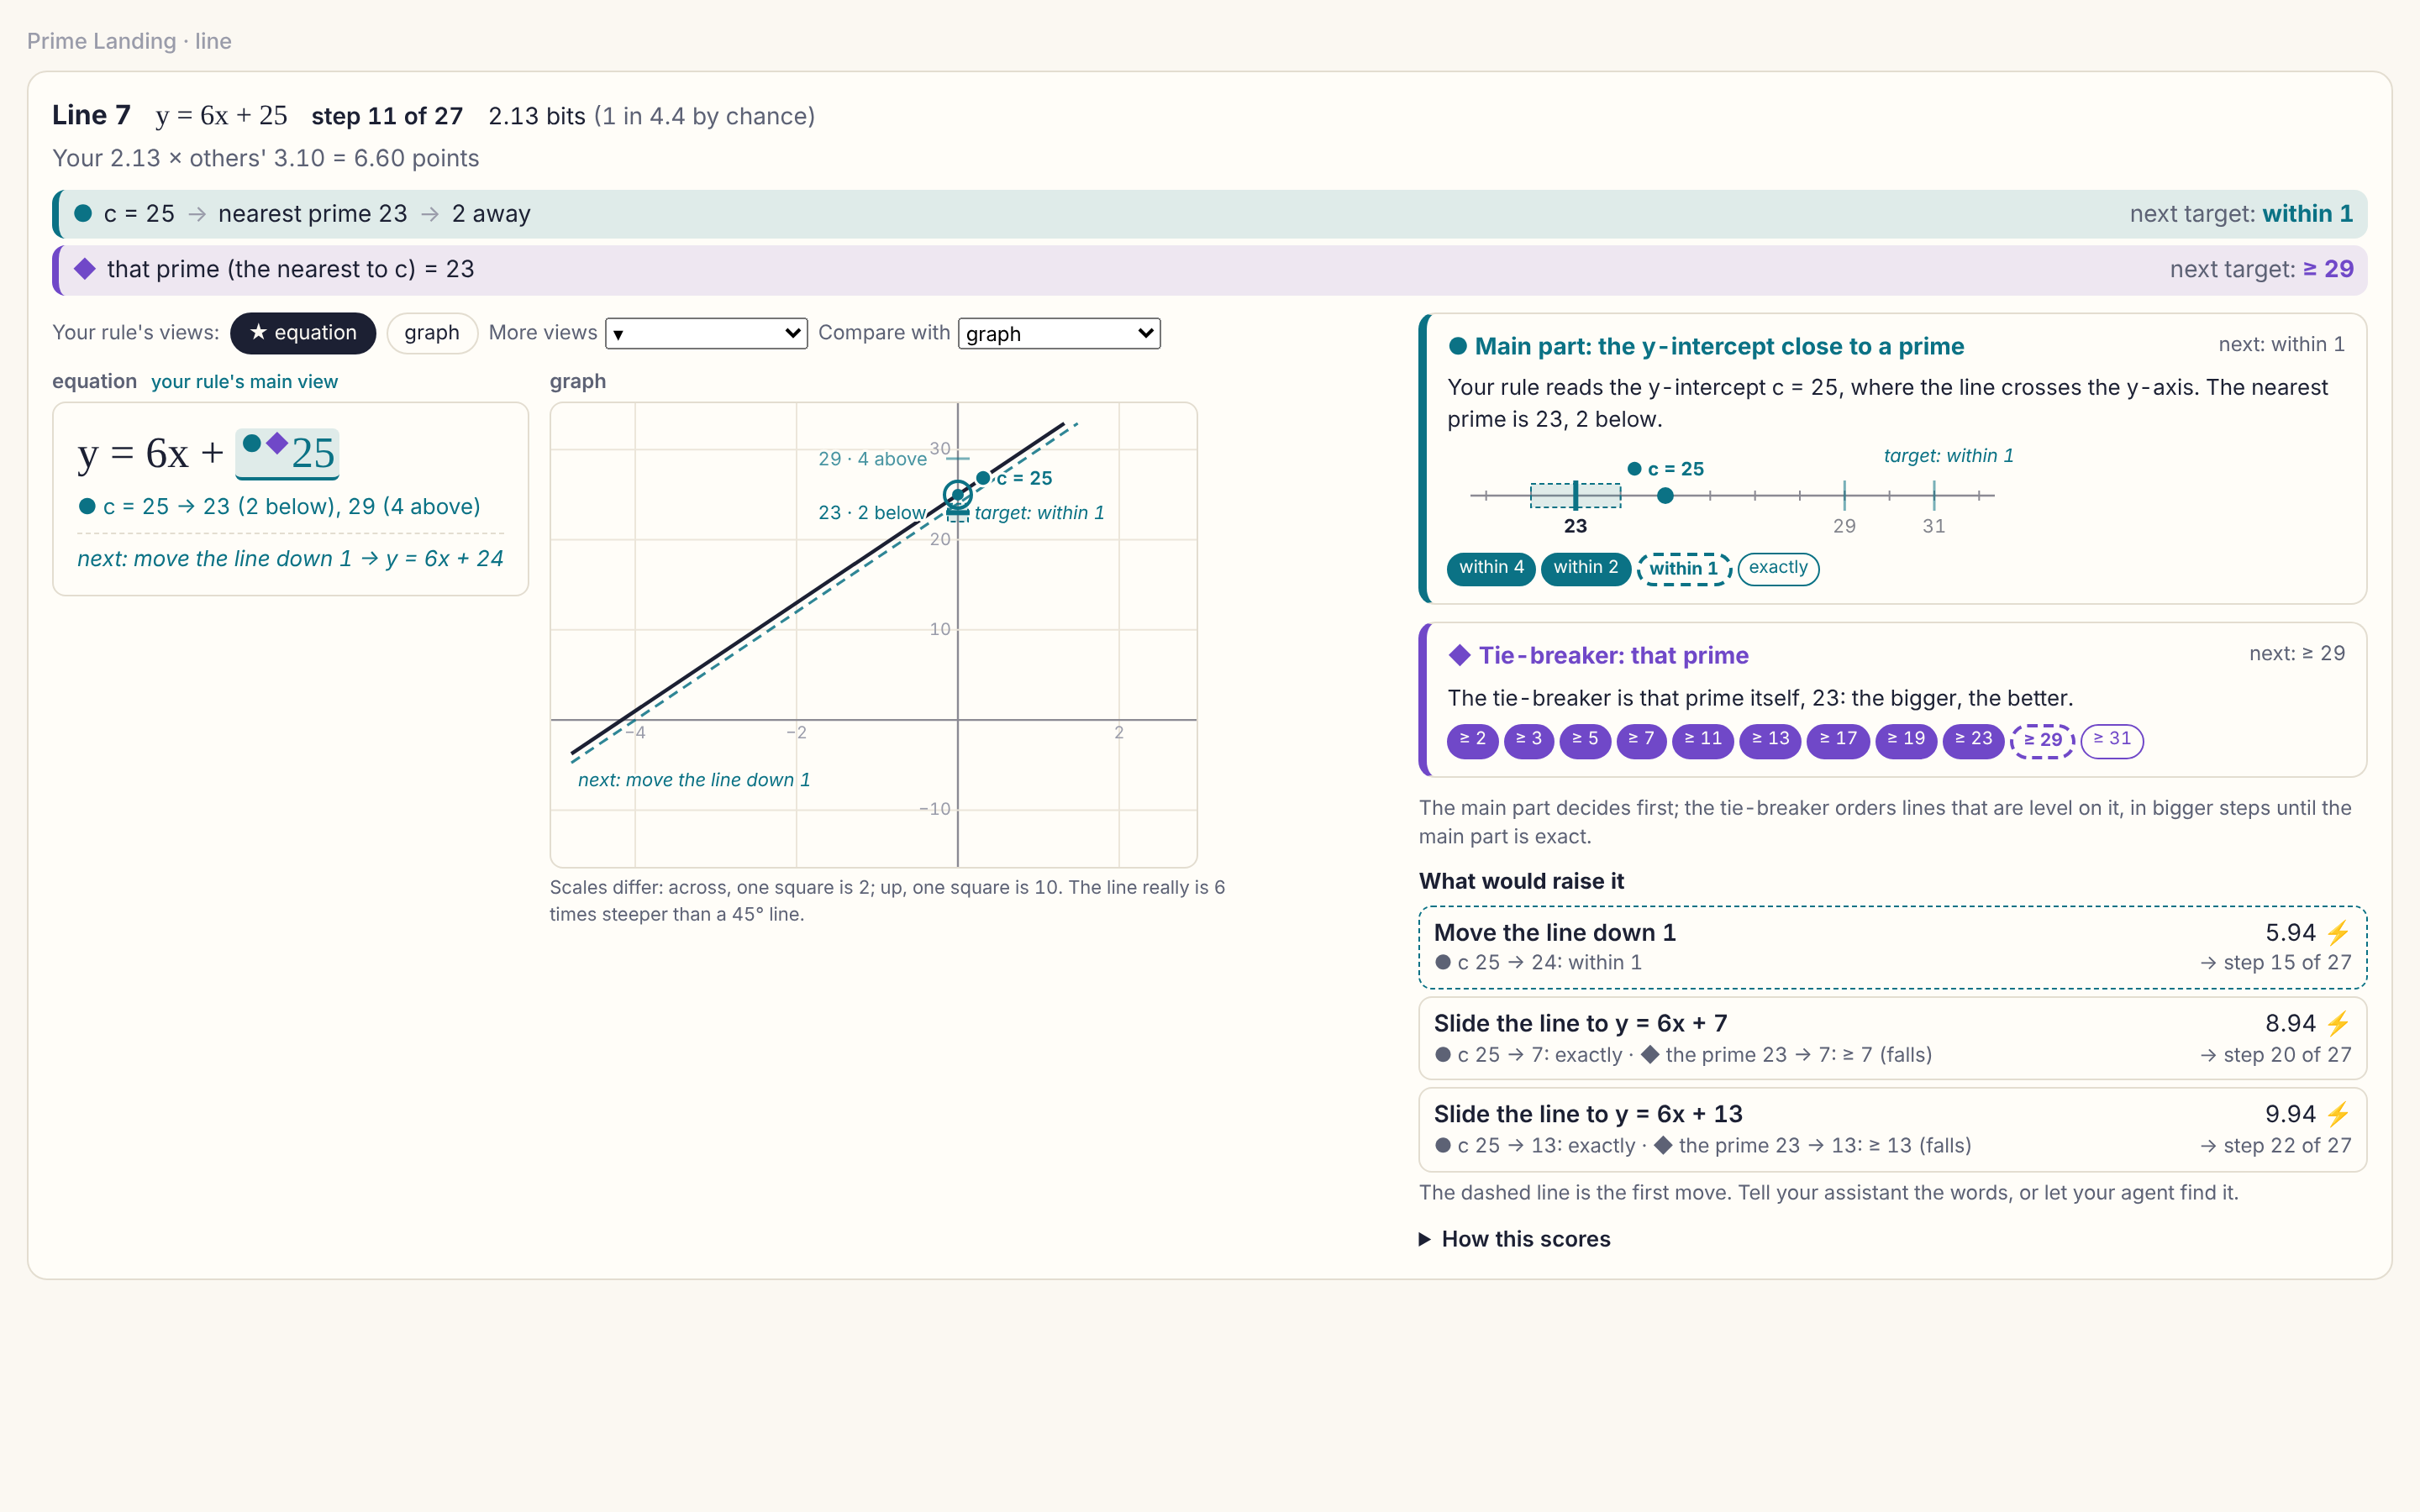 Prime Landing · line
Line 7 y = 6x + 25 step 11 of 27 2.13 bits (1 in 4.4 by chance)
Your 2.13 × others' 3.10 = 6.60 points
c = 25 → nearest prime 23 → 2 away next target: within 1
that prime (the nearest to c) = 23 next target: ≥ 29
Your rule's views: ★ equation graph More views ▾ Compare with graph
equation your rule's main view
y = 6x + 25
c = 25 → 23 (2 below), 29 (4 above)
next: move the line down 1 → y = 6x + 24
graph
30
29 · 4 above
c = 25
23 · 2 below
target: within 1
20
10
−4
−2
2
next: move the line down 1
−10
Scales differ: across, one square is 2; up, one square is 10. The line really is 6
times steeper than a 45° line.
Main part: the y-intercept close to a prime next: within 1
Your rule reads the y-intercept c = 25, where the line crosses the y-axis. The nearest
prime is 23, 2 below.
target: within 1
c = 25
23 29 31
within 4 within 2 within 1 exactly
Tie-breaker: that prime next: ≥ 29
The tie-breaker is that prime itself, 23: the bigger, the better.
≥ 2 ≥ 3 ≥ 5 ≥ 7 ≥ 11 ≥ 13 ≥ 17 ≥ 19 ≥ 23 ≥ 29 ≥ 31
The main part decides first; the tie-breaker orders lines that are level on it, in bigger steps until the
main part is exact.
What would raise it
Move the line down 1 5.94 ⚡
c 25 → 24: within 1 → step 15 of 27
Slide the line to y = 6x + 7 8.94 ⚡
c 25 → 7: exactly · ◆ the prime 23 → 7: ≥ 7 (falls) → step 20 of 27
Slide the line to y = 6x + 13 9.94 ⚡
c 25 → 13: exactly · ◆ the prime 23 → 13: ≥ 13 (falls) → step 22 of 27
The dashed line is the first move. Tell your assistant the words, or let your agent find it.
▶ How this scores